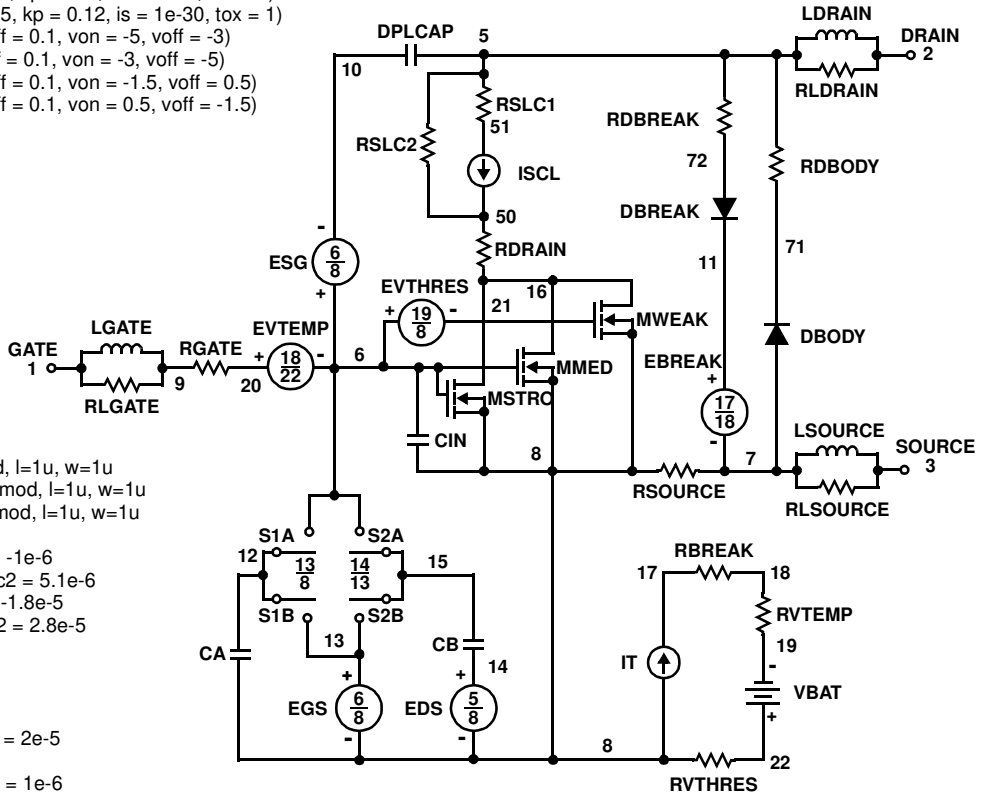 5, kp = 0.12, is = 1e-30, tox = 1)
ff = 0.1, von = -5, voff = -3)
f = 0.1, von = -3, voff = -5)
ff = 0.1, von = -1.5, voff = 0.5)
ff = 0.1, von = 0.5, voff = -1.5)
LDRAIN
DPLCAP 5 DRAIN
2
10
RLDRAIN
RSLC1
51
RDBREAK
RSLC2
72 RDBODY
ISCL
DBREAK
50
RDRAIN
71
11
ESG 6/8
EVTHRES
16
21
19/8
MWEAK
LGATE EVTEMP
GATE RGATE
1
18/22
6
EBREAK
DBODY
MMED
9 20
RLGATE
MSTRO
17/18
CIN
LSOURCE
8 7 SOURCE
3
RSOURCE
RLSOURCE
d, l=1u, w=1u
mod, l=1u, w=1u
mod, l=1u, w=1u
-1e-6
c2 = 5.1e-6
-1.8e-5
2 = 2.8e-5
= 2e-5
= 1e-6
S1A S2A
12 13/8 14/13 15
S1B S2B
13
CA CB
14
EGS 6/8 EDS 5/8
8
RBREAK
17 18
RVTEMP
19
IT
VBAT
22
RVTHRES
+
-
+
-
+
-
+
-
+
-
+
-
-
+